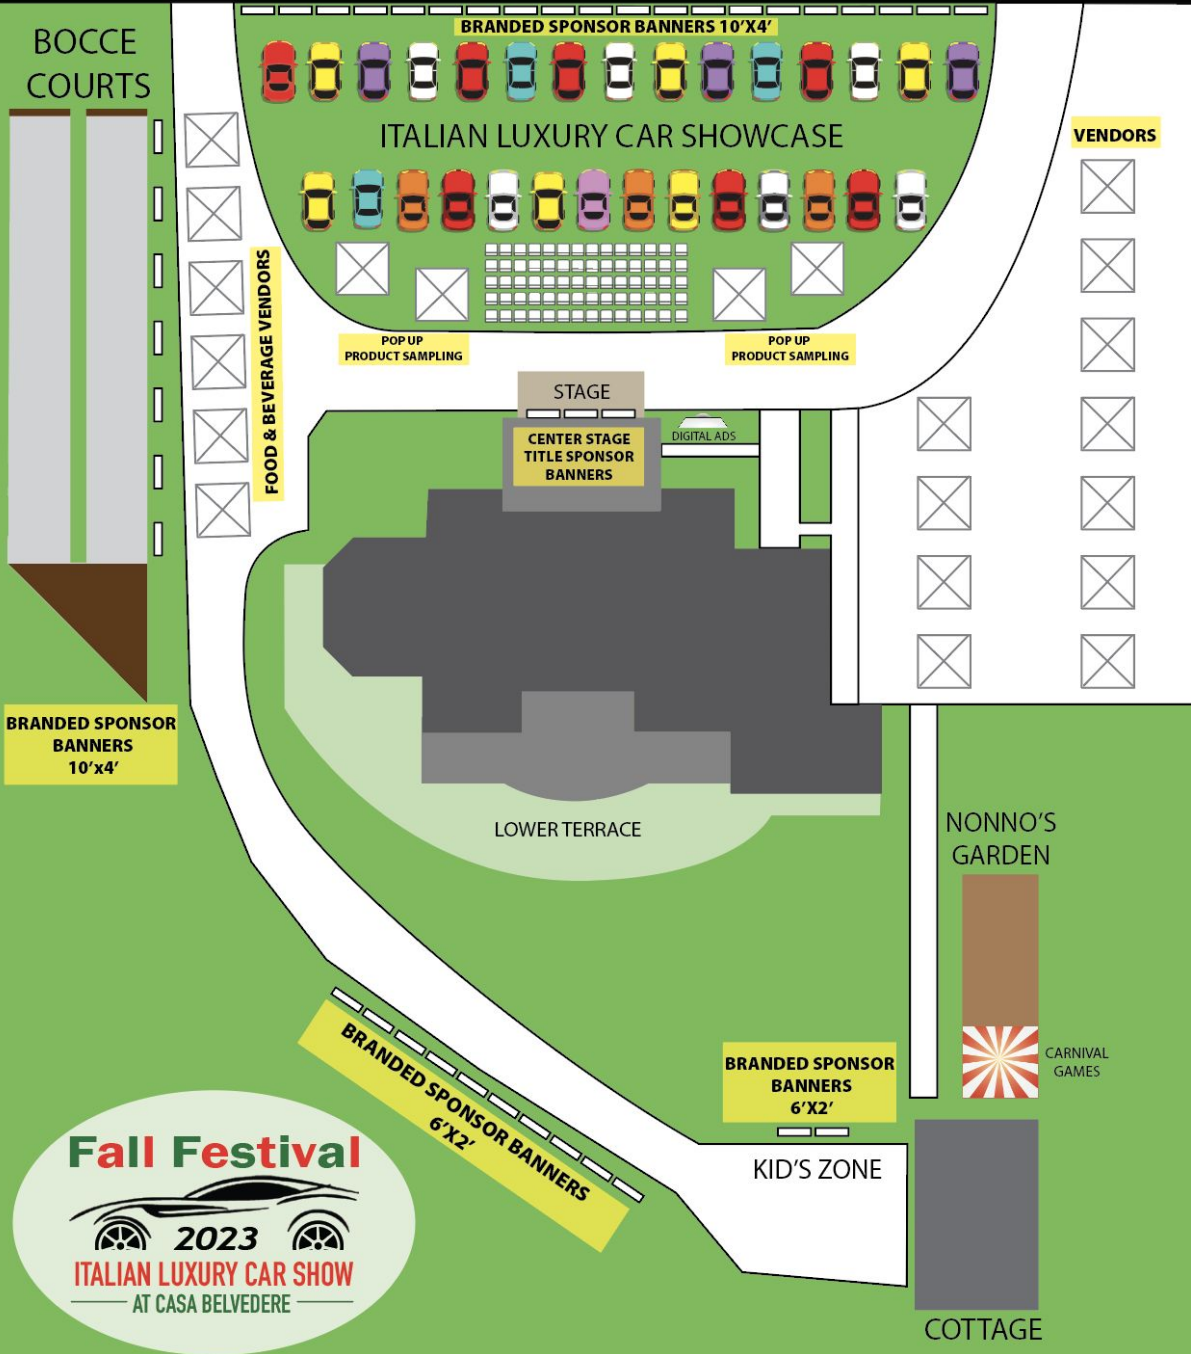 BRANDED SPONSOR BANNERS 10'X4'
BOCCE
COURTS
ITALIAN LUXURY CAR SHOWCASE
VENDORS
FOOD & BEVERAGE VENDORS
POP UP
PRODUCT SAMPLING
POP UP
PRODUCT SAMPLING
STAGE
CENTER STAGE
TITLE SPONSOR
BANNERS
DIGITAL ADS
BRANDED SPONSOR
BANNERS
10'x4'
LOWER TERRACE
NONNO'S
GARDEN
CARNIVAL
GAMES
BRANDED SPONSOR BANNERS
6'X2'
BRANDED SPONSOR
BANNERS
6'X2'
KID'S ZONE
COTTAGE
Fall Festival
2023
ITALIAN LUXURY CAR SHOW
AT CASA BELVEDERE